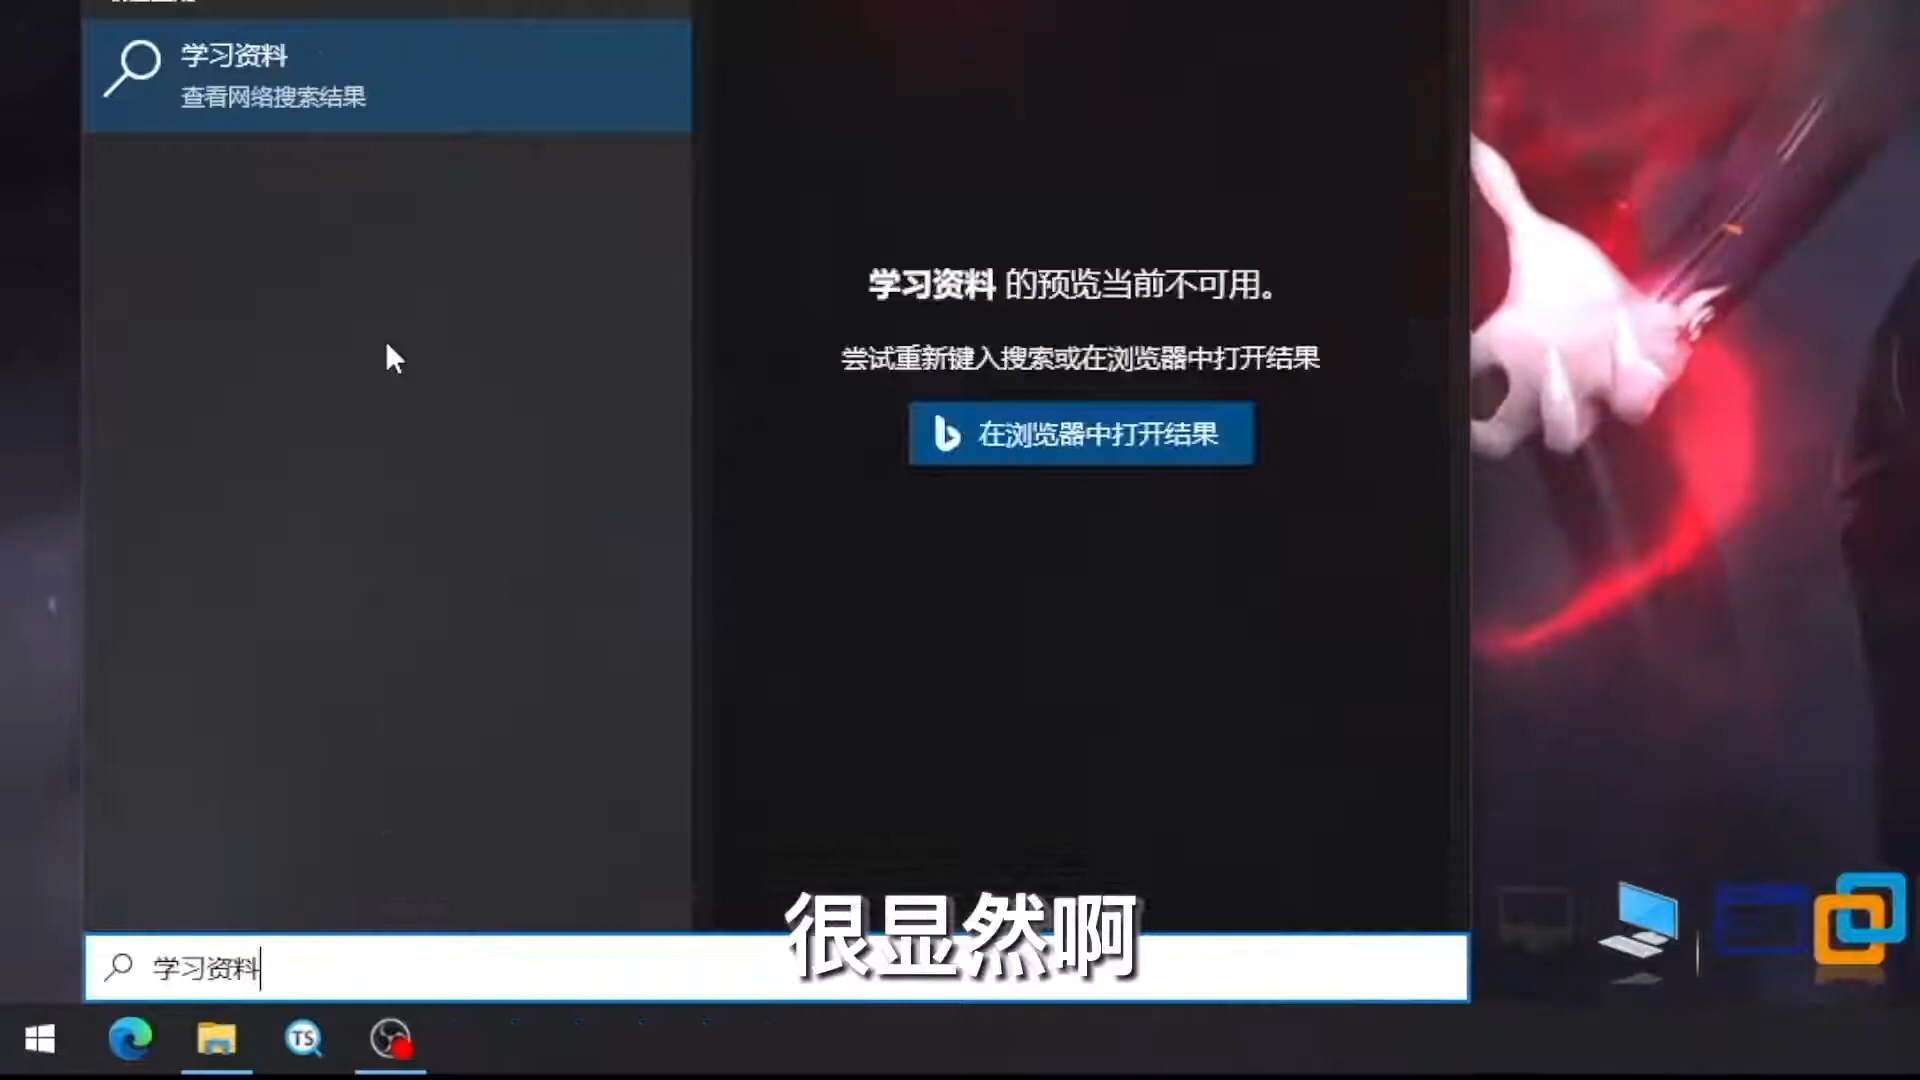 学习资料
查看网络搜索结果
学习资料 的预览当前不可用。
尝试重新键入搜索或在浏览器中打开结果
在浏览器中打开结果
很显然啊
学习资料
TS